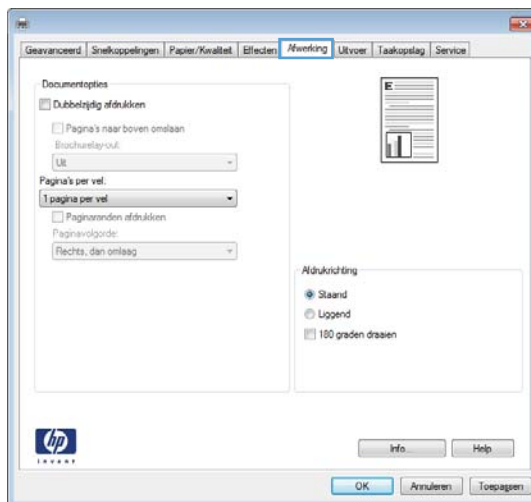 Geavanceerd Snelkoppelingen Papier/Kwaliteit Effecten Afwerking Uitvoer Taakopslag Service
Documentopties
Dubbelzijdig afdrukken
Pagina's naar boven omslaan
Brochurelay-out:
Uit
Pagina's per vel:
1 pagina per vel
Paginaranden afdrukken
Paginavolgorde:
Rechts, dan omlaag
E
Afdrukrichting
Staand
Liggend
180 graden draaien
hp
invent
Info...
Help
OK
Annuleren
Toepassen